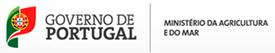 GOVERNO DE
PORTUGAL
MINISTÉRIO DA AGRICULTURA
E DO MAR